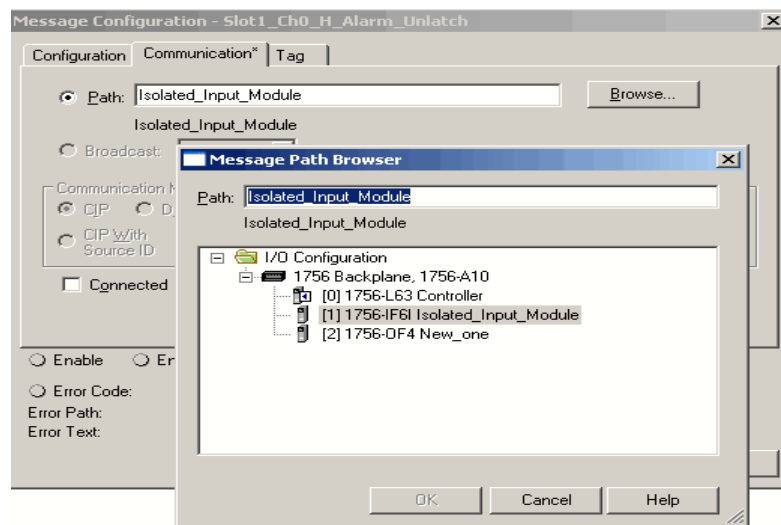 Message Configuration - Slot1_Ch0_H_Alarm_Unlatch
Configuration Communication* Tag
Path: Isolated_Input_Module Browse...
Isolated_Input_Module
Broadcast:
Communication
CIP D
CIP With
Source ID
Connected
Enable Er
Error Code:
Error Path:
Error Text:
Message Path Browser
Path: Isolated_Input_Module
Isolated_Input_Module
I/O Configuration
1756 Backplane, 1756-A10
[0] 1756-L63 Controller
[1] 1756-IF6I Isolated_Input_Module
[2] 1756-OF4 New_one
OK Cancel Help